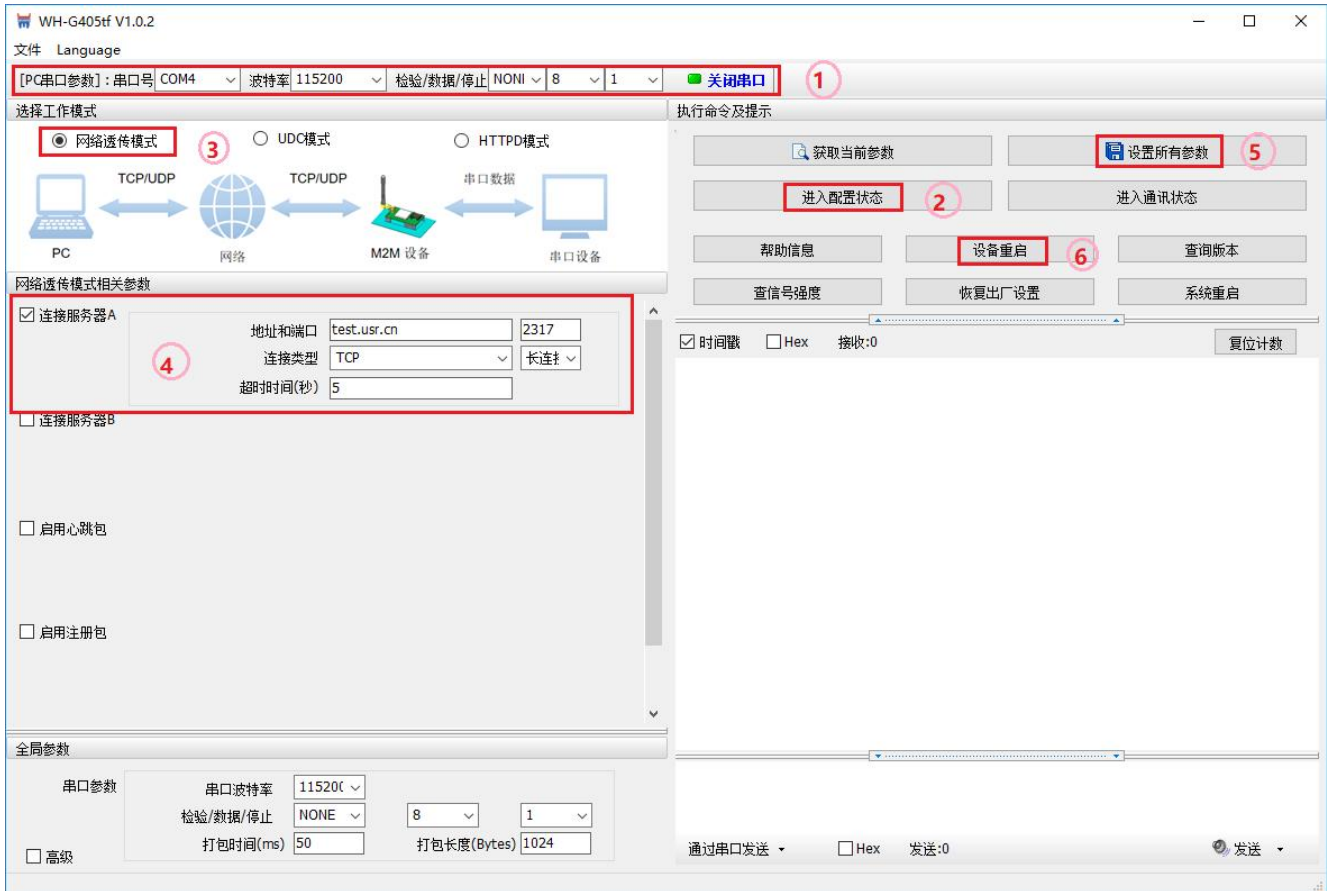 WH-G405tf V1.0.2
文件 Language
[PC串口参数]：串口号 COM4 波特率 115200 检验/数据/停止 NONI 8 1 关闭串口 1
选择工作模式
网络透传模式 3 UDC模式 HTTPD模式
TCP/UDP TCP/UDP 串口数据
PC 网络 M2M 设备 串口设备
网络透传模式相关参数
连接服务器A
地址和端口 test.usr.cn 2317
4 连接类型 TCP 长连接
超时时间(秒) 5
连接服务器B
启用心跳包
启用注册包
全局参数
串口参数 串口波特率 11520(
检验/数据/停止 NONE 8 1
打包时间(ms) 50 打包长度(Bytes) 1024
高级
执行命令及提示
获取当前参数 设置所有参数 5
进入配置状态 2 进入通讯状态
帮助信息 设备重启 6 查询版本
查信号强度 恢复出厂设置 系统重启
时间戳 Hex 接收:0 复位计数
通过串口发送 Hex 发送:0 发送